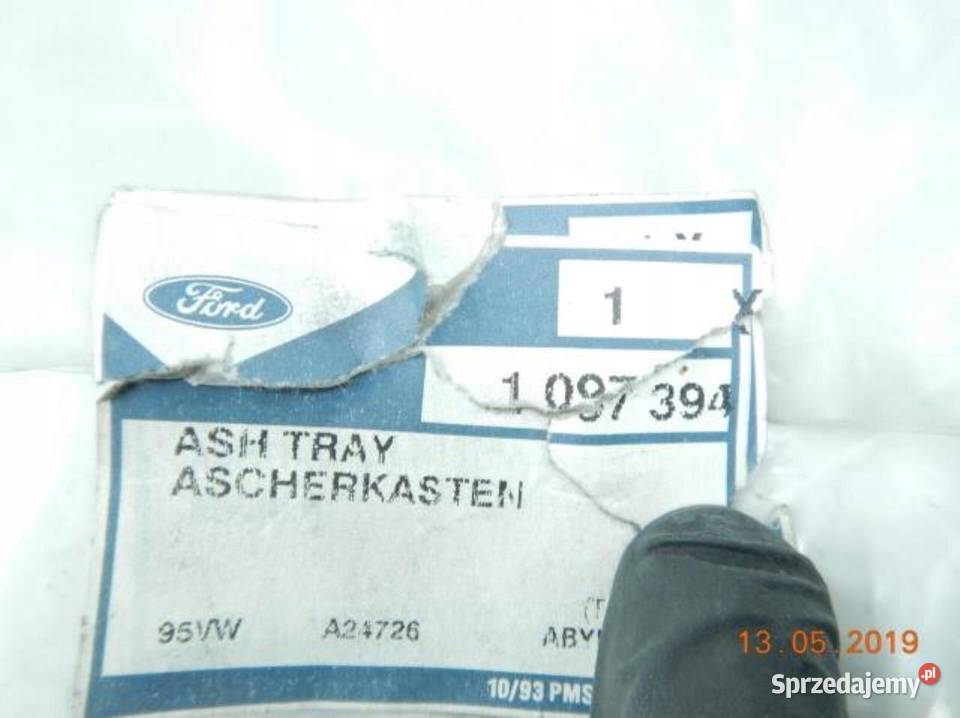 Ford
1 X
1 097 394
ASH TRAY
ASCHERKASTEN
95VW A24726
10/93 PMS
13.05.2019
Sprzedajemy.pl